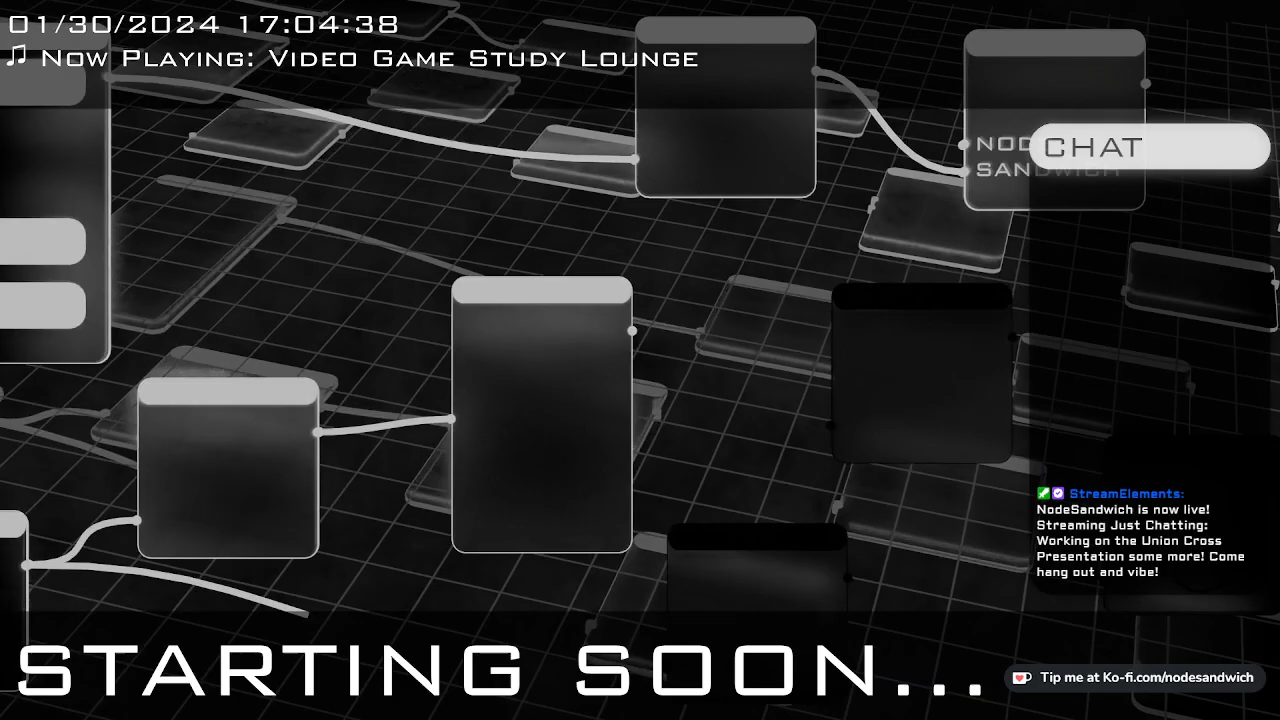 01/30/2024 17:04:38
♫ Now Playing: Video Game Study Lounge
NODE
SANDWICH
CHAT
StreamElements:
NodeSandwich is now live!
Streaming Just Chatting:
Working on the Union Cross
Presentation some more! Come
hang out and vibe!
STARTING SOON...
Tip me at Ko-fi.com/nodesandwich